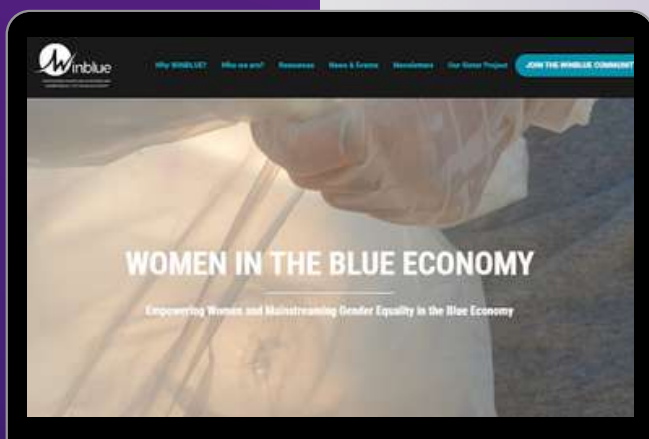 Winblue
Why WINBLUE? Who we are? Resources News & Events Newsletters Our Sister Project JOIN THE WINBLUE COMMUNIT
WOMEN IN THE BLUE ECONOMY
Empowering Women and Mainstreaming Gender Equality in the Blue Economy